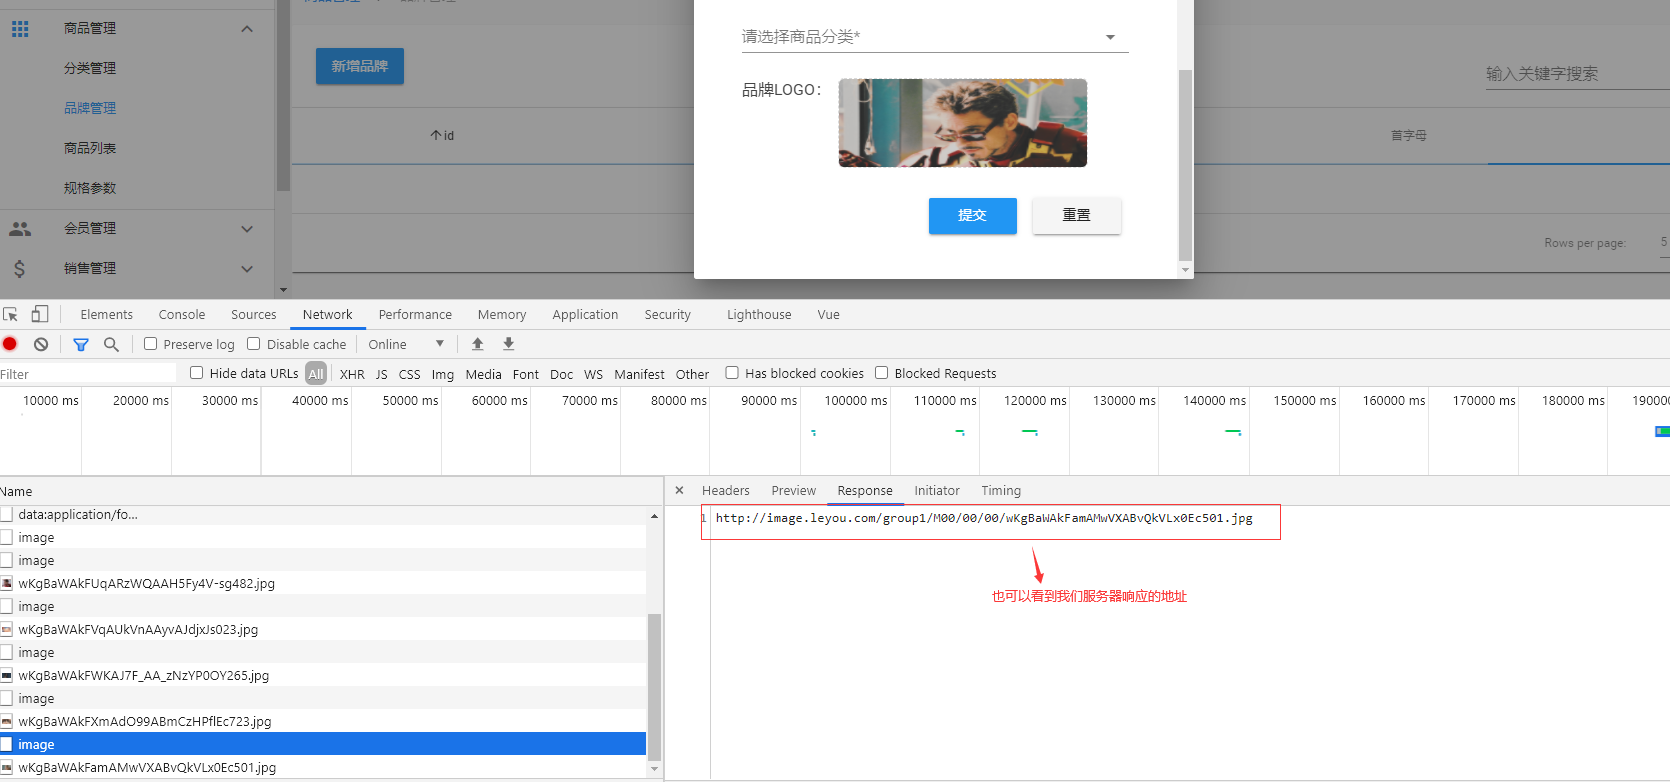 商品管理
分类管理
品牌管理
商品列表
规格参数
会员管理
销售管理
新增品牌
输入关键字搜索
id
首字母
Rows per page:
5
请选择商品分类*
品牌LOGO：
提交
重置
Elements Console Sources Network Performance Memory Application Security Lighthouse Vue
Preserve log Disable cache Online
Filter Hide data URLs All XHR JS CSS Img Media Font Doc WS Manifest Other Has blocked cookies Blocked Requests
10000 ms 20000 ms 30000 ms 40000 ms 50000 ms 60000 ms 70000 ms 80000 ms 90000 ms 100000 ms 110000 ms 120000 ms 130000 ms 140000 ms 150000 ms 160000 ms 170000 ms 180000 ms
Name
data:application/fo...
image
image
wKgBaWAkFUqARzWQAAH5Fy4V-sg482.jpg
image
wKgBaWAkFVqAUkVnAAyvAJdjxJs023.jpg
image
wKgBaWAkFWKAJ7F_AA_zNzYP0OY265.jpg
image
wKgBaWAkFXmAdO99ABmCzHPflEc723.jpg
image
wKgBaWAkFamAMwVXABvQkVLx0Ec501.jpg
Headers Preview Response Initiator Timing
1 http://image.leyou.com/group1/M00/00/00/wKgBaWAkFamAMwVXABvQkVLx0Ec501.jpg
也可以看到我们服务器响应的地址